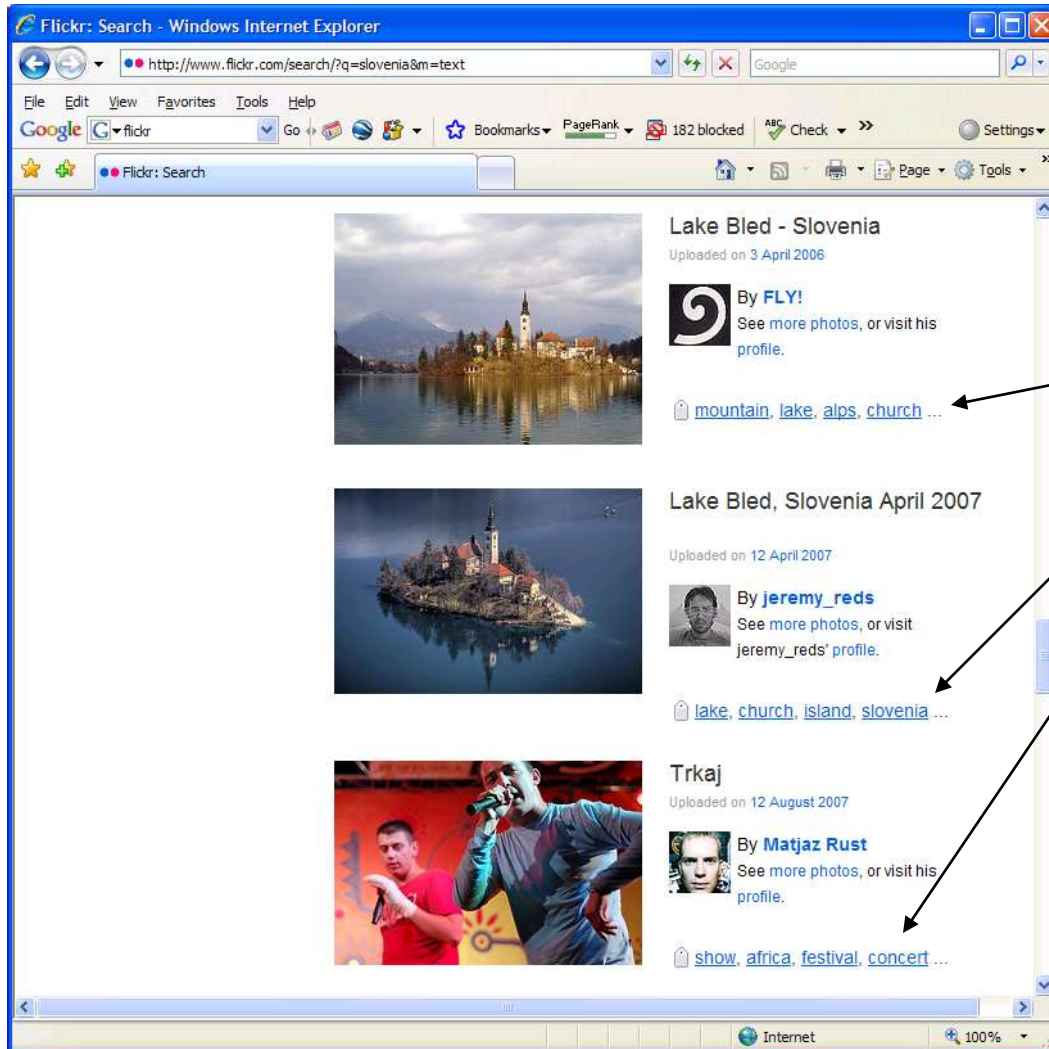 Flickr: Search - Windows Internet Explorer
http://www.flickr.com/search/?q=slovenia&m=text
Google
File Edit View Favorites Tools Help
Google G flickr Go Bookmarks PageRank 182 blocked ABC Check » Settings
Flickr: Search Page Tools »
Lake Bled - Slovenia
Uploaded on 3 April 2006
By FLY!
See more photos, or visit his
profile.
mountain, lake, alps, church ...
Lake Bled, Slovenia April 2007
Uploaded on 12 April 2007
By jeremy_reds
See more photos, or visit
jeremy_reds' profile.
lake, church, island, slovenia ...
Trkaj
Uploaded on 12 August 2007
By Matjaz Rust
See more photos, or visit his
profile.
show, africa, festival, concert ...
Internet 100%